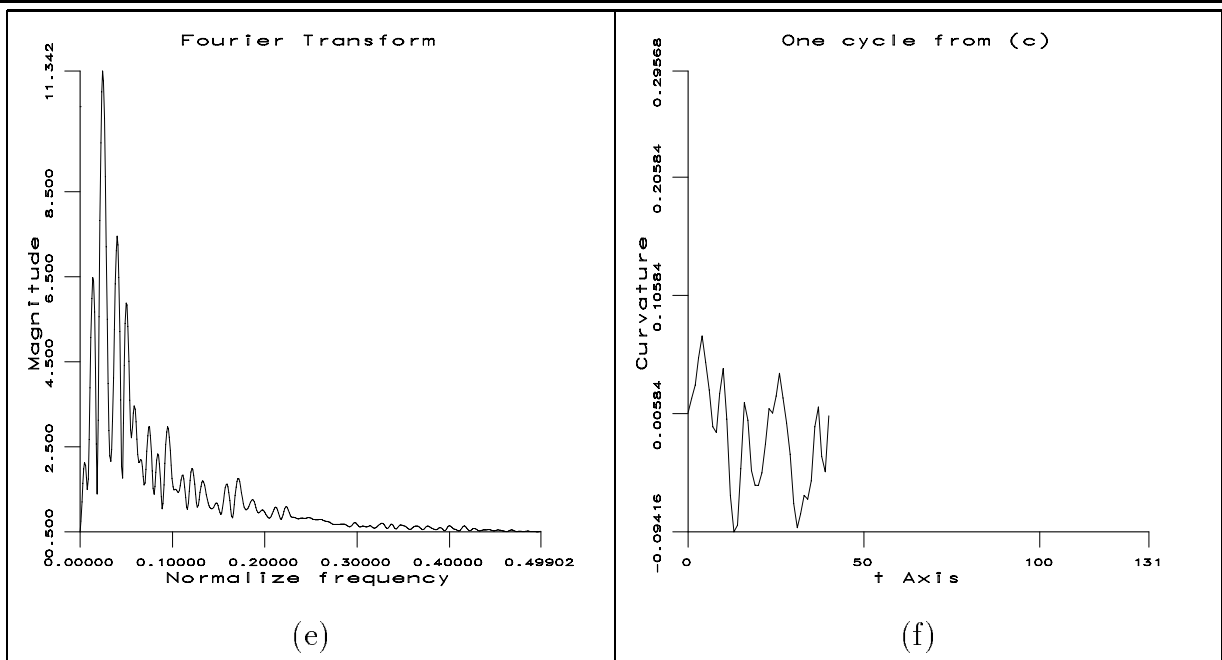 Fourier Transform
11.342
8.500
6.500
4.500
2.500
0.500
Magnitude
0.00000 0.10000 0.20000 0.30000 0.40000 0.49902
Normalize frequency
(e)
One cycle from (c)
0.29568
0.20584
0.10584
0.00584
-0.09416
Curvature
0 50 100 131
t Axis
(f)